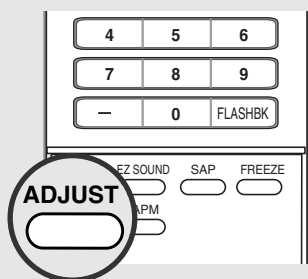 4 5 6
7 8 9
— 0 FLASHBK
EZ SOUND SAP FREEZE
ADJUST
APM